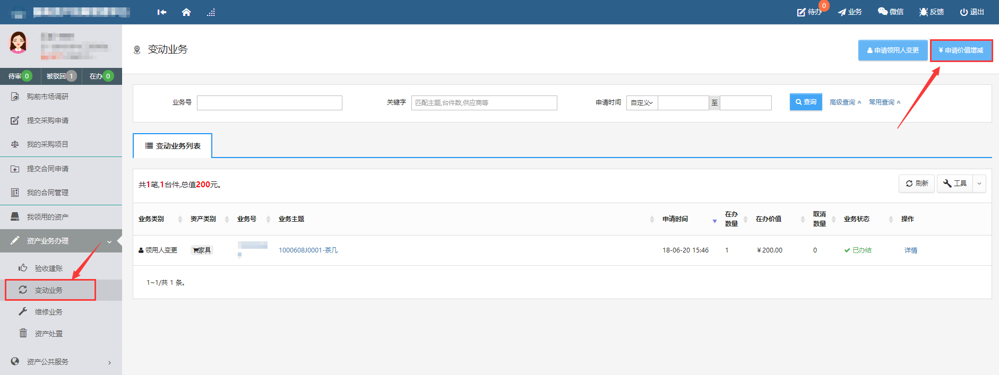 待办 0 业务 微信 反馈 退出
待审 0 被驳回 1 在办 0
购前市场调研
提交采购申请
我的采购项目
提交合同申请
我的合同管理
我领用的资产
资产业务办理
验收建账
变动业务
维修业务
资产处置
资产公共服务
变动业务
申请领用人变更 ¥ 申请价值增减
业务号 关键字 匹配主题,台件数,供应商等 申请时间 自定义 至 查询 高级查询 常用查询
变动业务列表
共1笔,1台件,总值200元。
刷新 工具
业务类别 资产类别 业务号 业务主题 申请时间 在办数量 在办价值 取消数量 业务状态 操作
领用人变更 家具 1000608J0001-茶几 18-06-20 15:46 1 ¥200.00 0 已办结 详情
1~1/共 1 条。